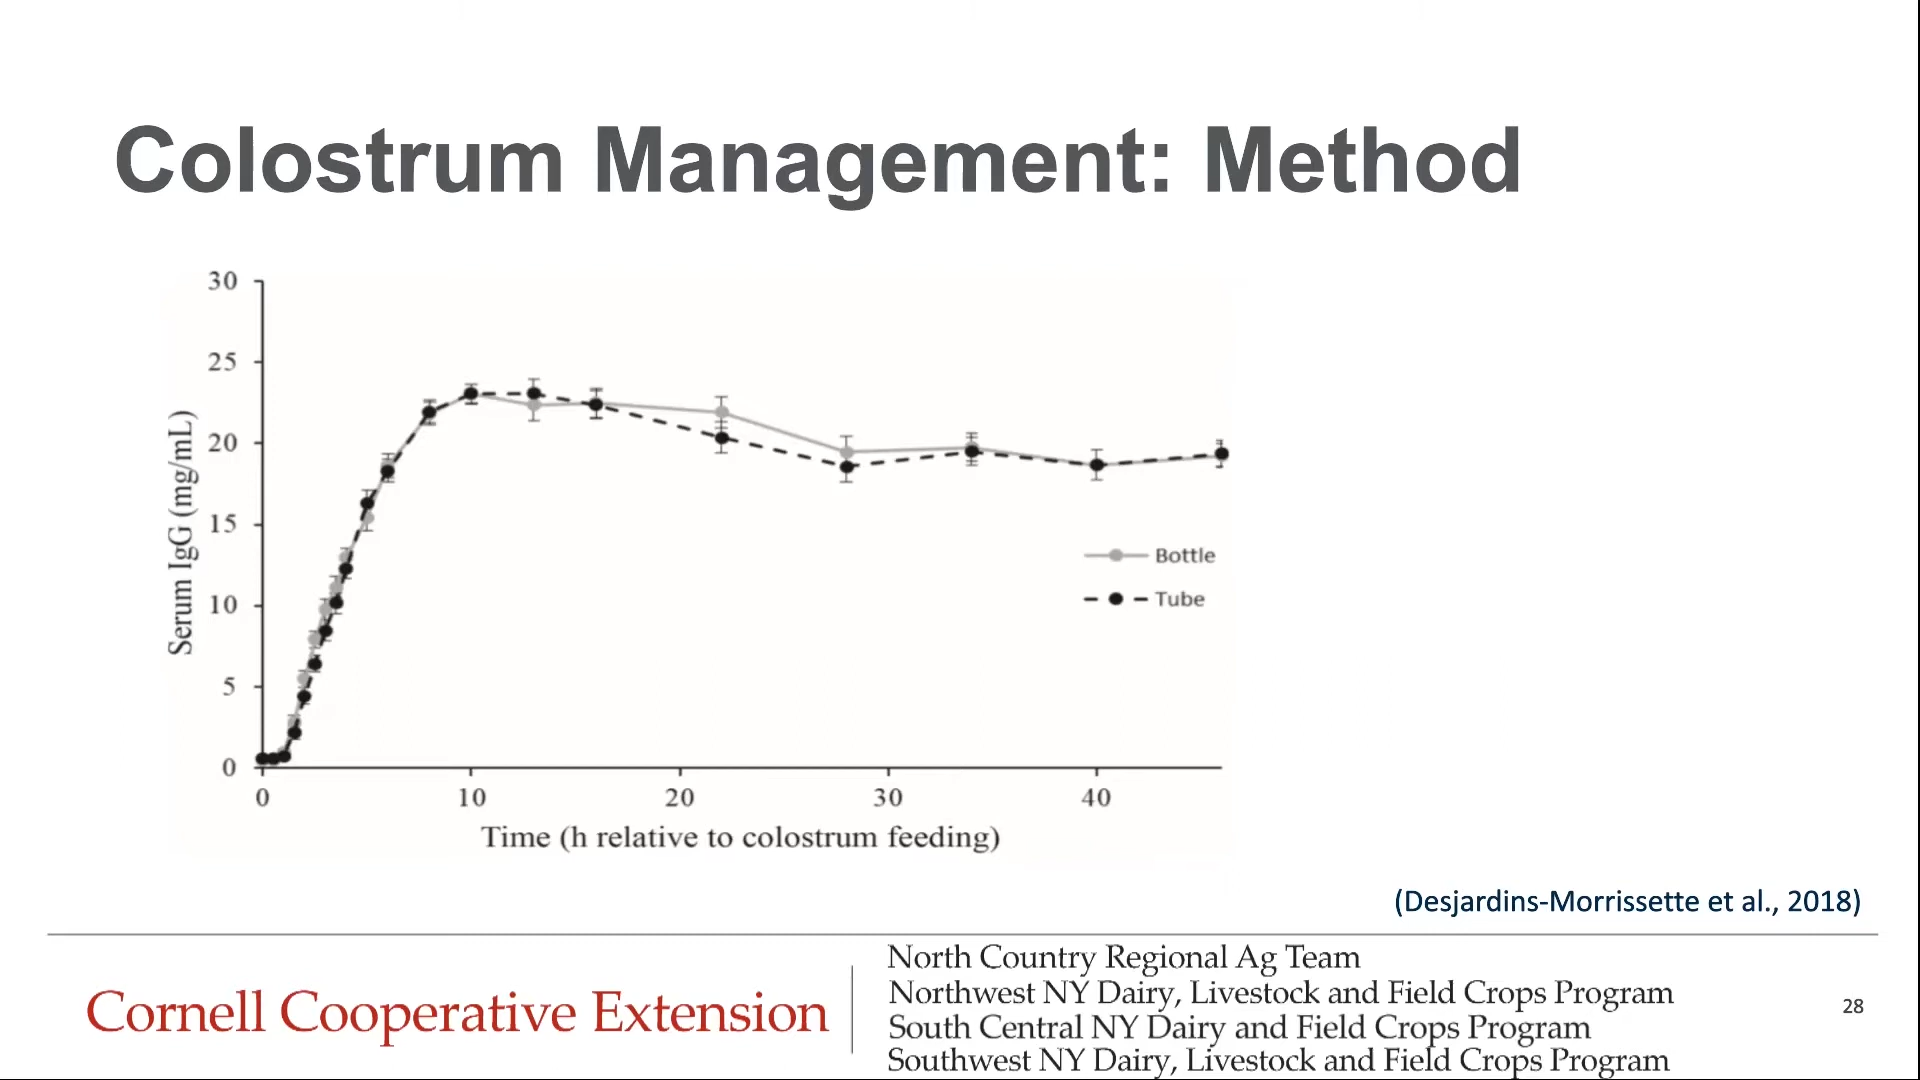 Colostrum Management: Method
30
25
20
15
10
5
0
Serum IgG (mg/mL)
0 10 20 30 40
Time (h relative to colostrum feeding)
Bottle
Tube
(Desjardins-Morrissette et al., 2018)
Cornell Cooperative Extension
North Country Regional Ag Team
Northwest NY Dairy, Livestock and Field Crops Program
South Central NY Dairy and Field Crops Program
Southwest NY Dairy, Livestock and Field Crops Program
28